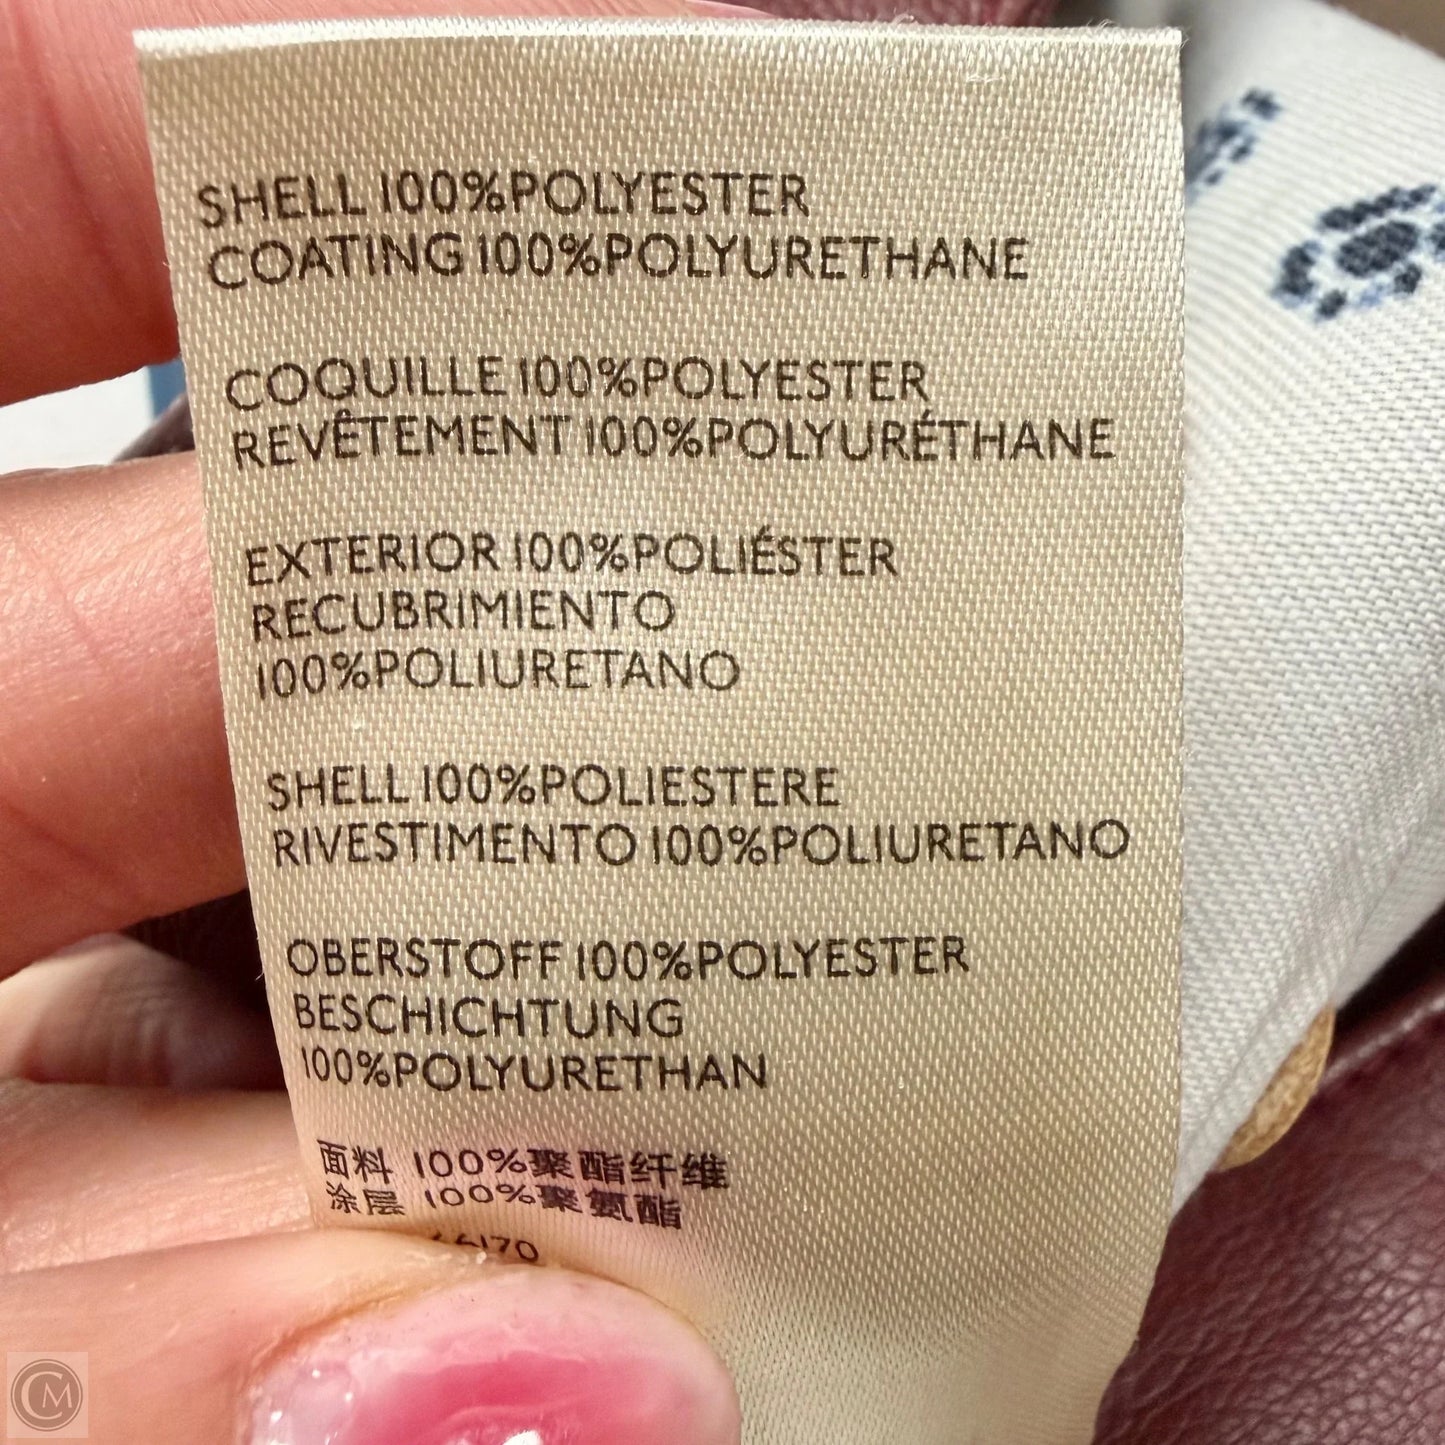 SHELL 100%POLYESTER
COATING 100%POLYURETHANE
COQUILLE 100%POLYESTER
REVÊTEMENT 100%POLYURÉTHANE
EXTERIOR 100%POLIÉSTER
RECUBRIMIENTO
100%POLIURETANO
SHELL 100%POLIESTERE
RIVESTIMENTO 100%POLIURETANO
OBERSTOFF 100%POLYESTER
BESCHICHTUNG
100%POLYURETHAN
面料 100%聚酯纤维
涂层 100%聚氨酯
CM